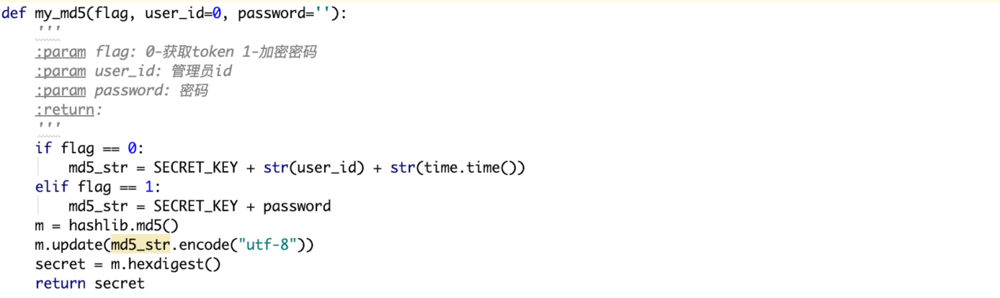 def my_md5(flag, user_id=0, password=''):
    '''
    :param flag: 0-获取token 1-加密密码
    :param user_id: 管理员id
    :param password: 密码
    :return:
    '''
    if flag == 0:
        md5_str = SECRET_KEY + str(user_id) + str(time.time())
    elif flag == 1:
        md5_str = SECRET_KEY + password
    m = hashlib.md5()
    m.update(md5_str.encode("utf-8"))
    secret = m.hexdigest()
    return secret